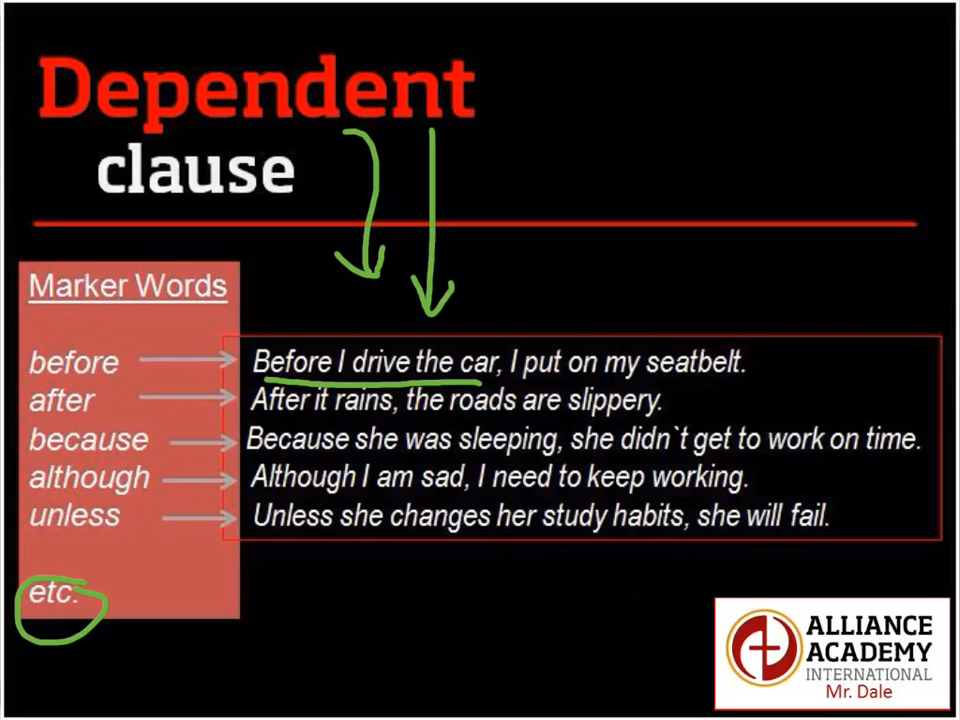 Dependent
clause
Marker Words
before
Before I drive the car, I put on my seatbelt.
after
After it rains, the roads are slippery.
because
Because she was sleeping, she didn`t get to work on time.
although
Although I am sad, I need to keep working.
unless
Unless she changes her study habits, she will fail.
etc.
ALLIANCE
ACADEMY
INTERNATIONAL
Mr. Dale